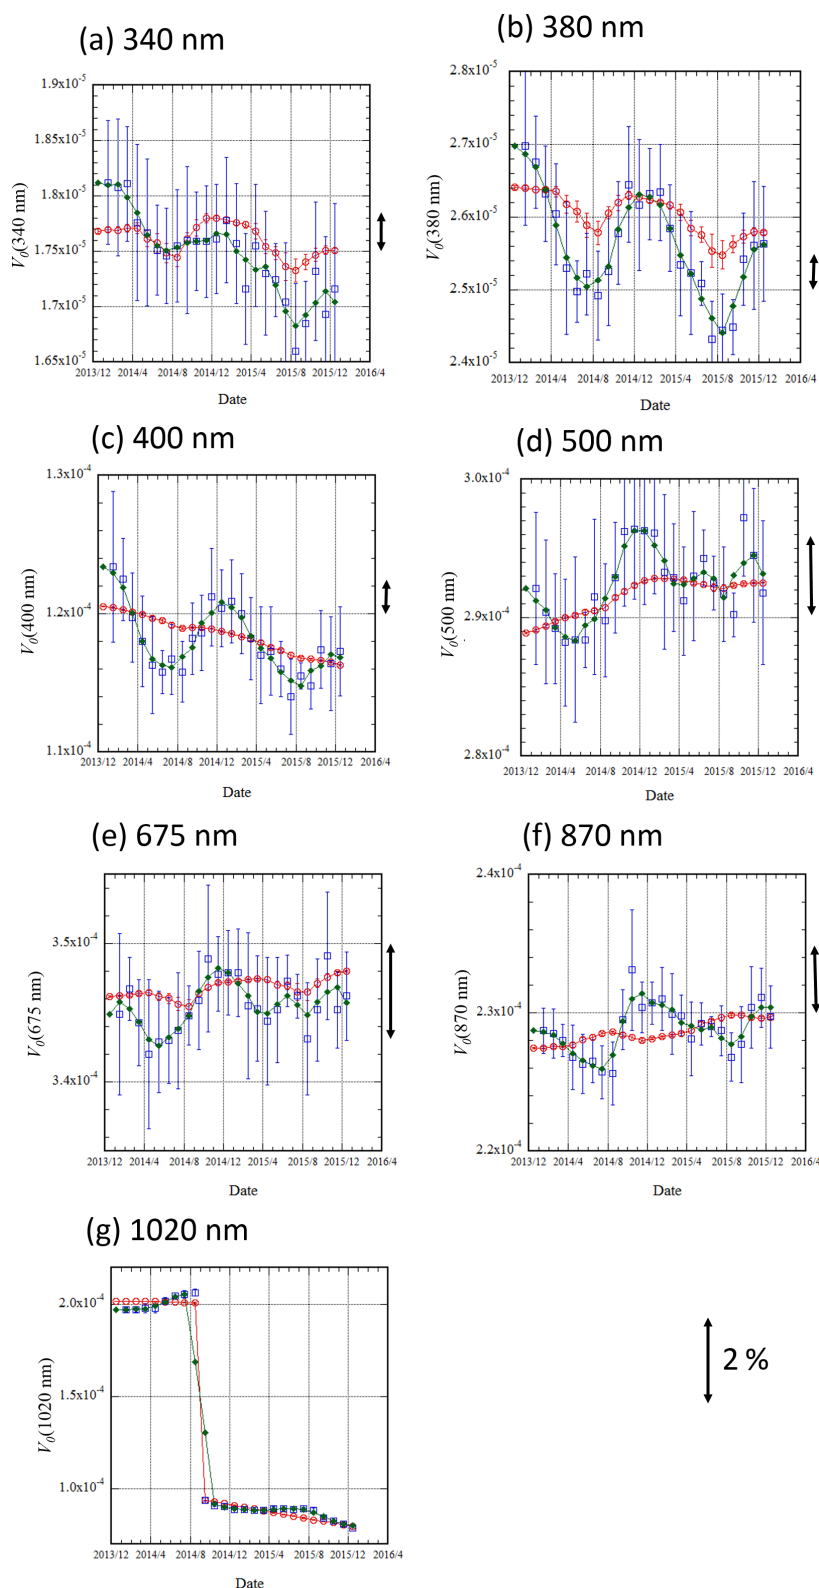 (a) 340 nm
1.9x10-5
1.85x10-5
1.8x10-5
1.75x10-5
1.7x10-5
1.65x10-5
V0(340 nm)
2013/12 2014/4 2014/8 2014/12 2015/4 2015/8 2015/12 2016/4
Date
(b) 380 nm
2.8x10-5
2.7x10-5
2.6x10-5
2.5x10-5
2.4x10-5
V0(380 nm)
2013/12 2014/4 2014/8 2014/12 2015/4 2015/8 2015/12 2016/4
Date
(c) 400 nm
1.3x10-4
1.2x10-4
1.1x10-4
V0(400 nm)
2013/12 2014/4 2014/8 2014/12 2015/4 2015/8 2015/12 2016/4
Date
(d) 500 nm
3.0x10-4
2.9x10-4
2.8x10-4
V0(500 nm)
2013/12 2014/4 2014/8 2014/12 2015/4 2015/8 2015/12 2016/4
Date
(e) 675 nm
3.5x10-4
3.4x10-4
V0(675 nm)
2013/12 2014/4 2014/8 2014/12 2015/4 2015/8 2015/12 2016/4
Date
(f) 870 nm
2.4x10-4
2.3x10-4
2.2x10-4
V0(870 nm)
2013/12 2014/4 2014/8 2014/12 2015/4 2015/8 2015/12 2016/4
Date
(g) 1020 nm
2.0x10-4
1.5x10-4
1.0x10-4
V0(1020 nm)
2013/12 2014/4 2014/8 2014/12 2015/4 2015/8 2015/12 2016/4
Date
2 %